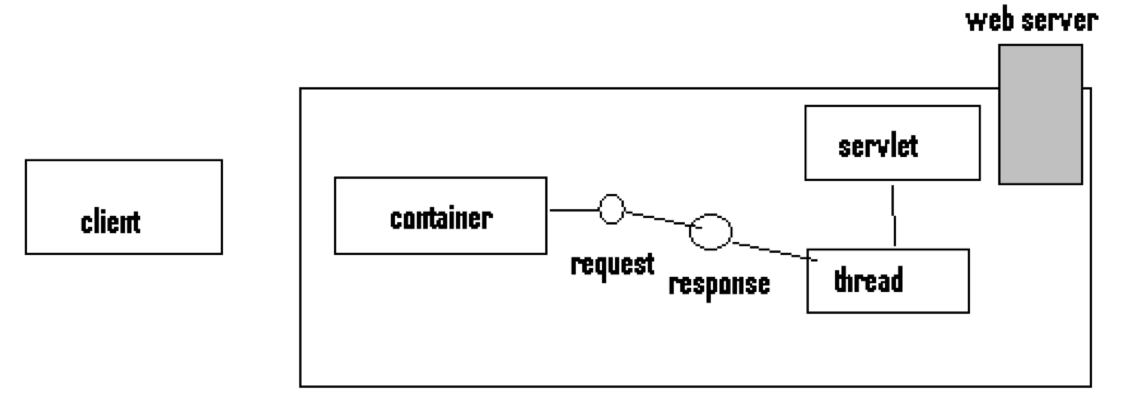 web server
servlet
client
container
request
response
thread